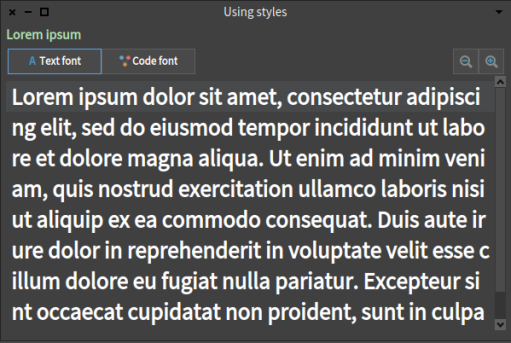 Using styles
Lorem ipsum
A Text font Code font
Lorem ipsum dolor sit amet, consectetur adipisci
ng elit, sed do eiusmod tempor incididunt ut labo
re et dolore magna aliqua. Ut enim ad minim veni
am, quis nostrud exercitation ullamco laboris nisi
ut aliquip ex ea commodo consequat. Duis aute ir
ure dolor in reprehenderit in voluptate velit esse c
illum dolore eu fugiat nulla pariatur. Excepteur si
nt occaecat cupidatat non proident, sunt in culpa